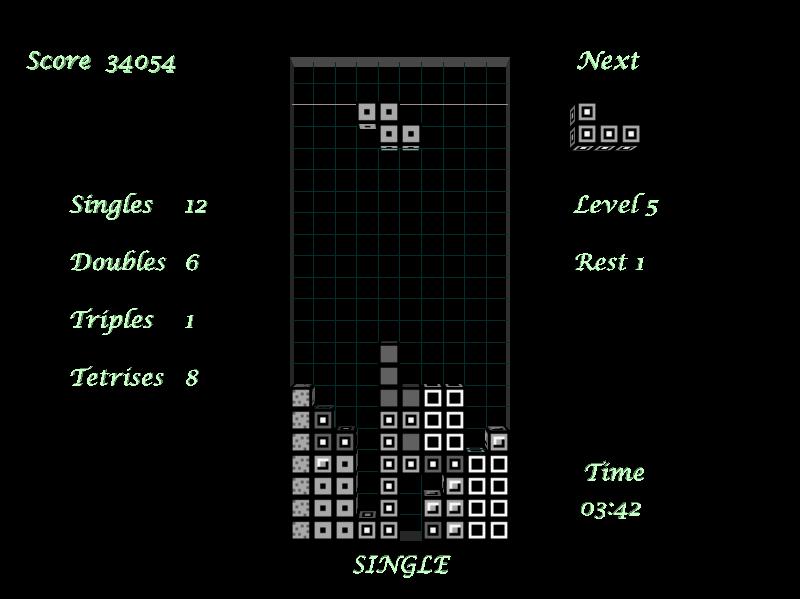 Score 34054
Next
Singles 12
Level 5
Doubles 6
Rest 1
Triples 1
Tetrises 8
Time
03:42
SINGLE